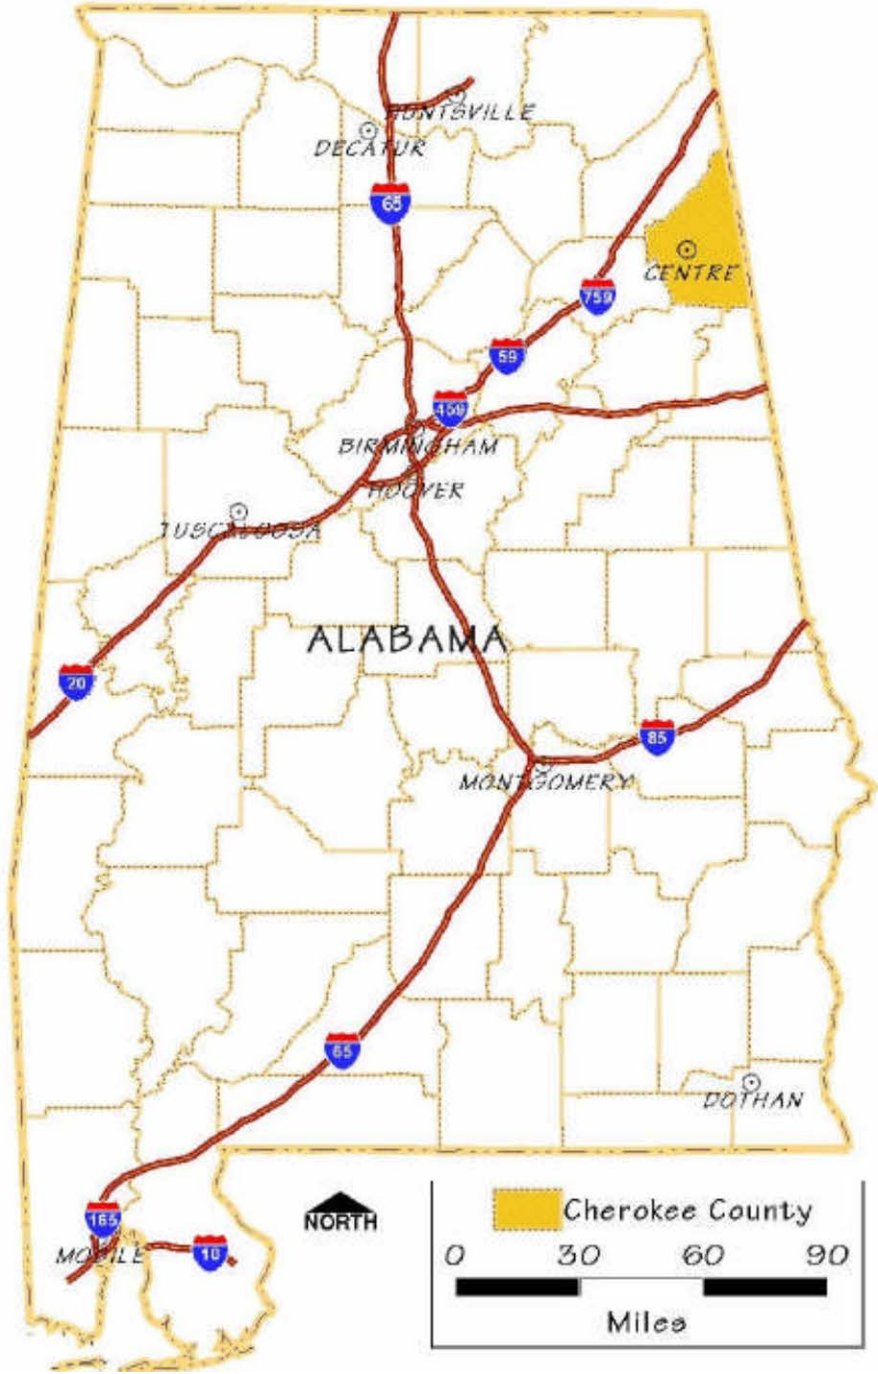 HUNTSVILLE
DECATUR
65
CENTRE
759
59
459
BIRMINGHAM
HOOVER
TUSCALOOSA
ALABAMA
20
85
MONTGOMERY
65
DOTHAN
165
MOBILE
10
NORTH
Cherokee County
0 30 60 90
Miles